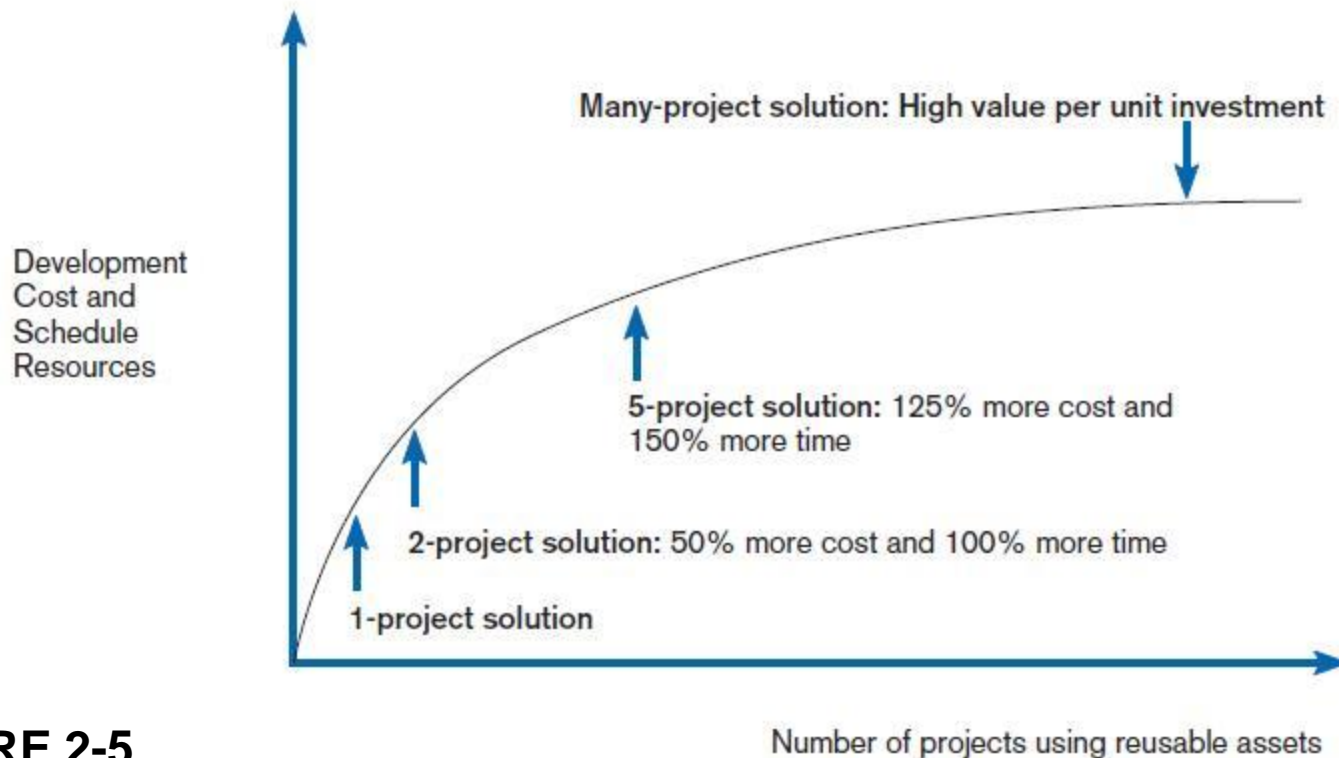 Many-project solution: High value per unit investment
Development
Cost and
Schedule
Resources
5-project solution: 125% more cost and
150% more time
2-project solution: 50% more cost and 100% more time
1-project solution
Number of projects using reusable assets
RE 2-5